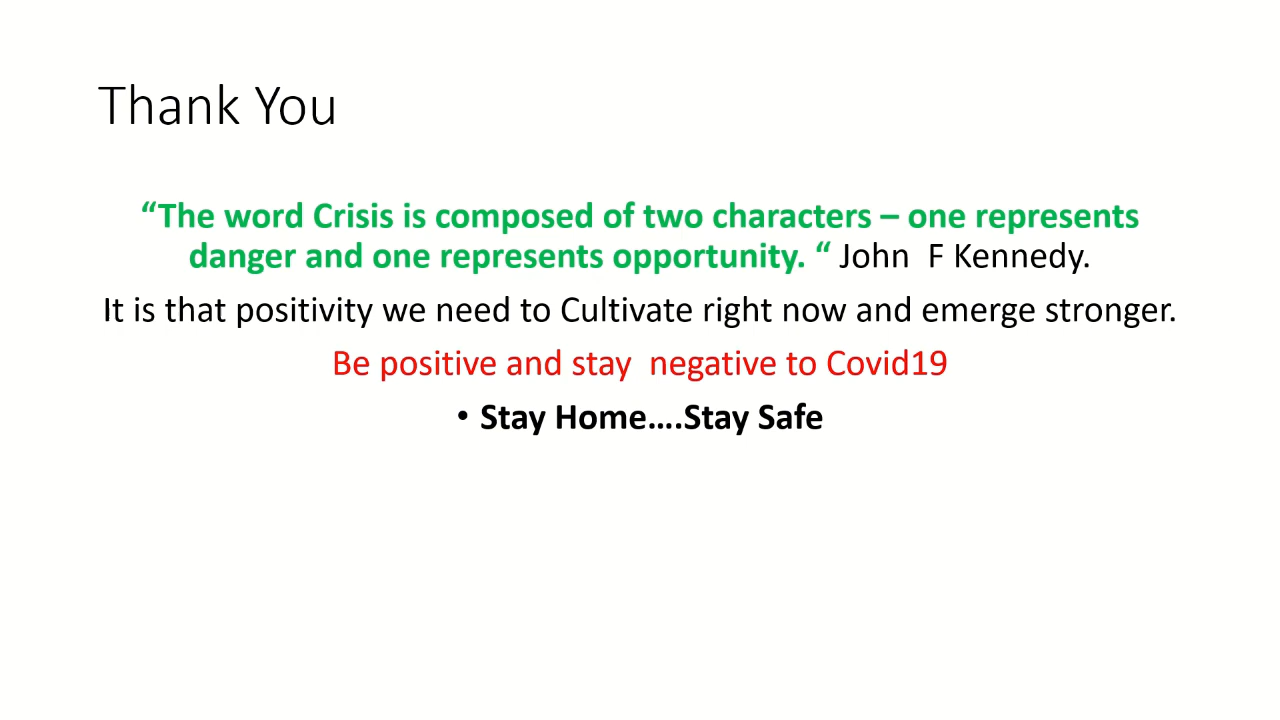 Thank You
“The word Crisis is composed of two characters – one represents
danger and one represents opportunity. “ John  F Kennedy.
It is that positivity we need to Cultivate right now and emerge stronger.
Be positive and stay  negative to Covid19
• Stay Home….Stay Safe